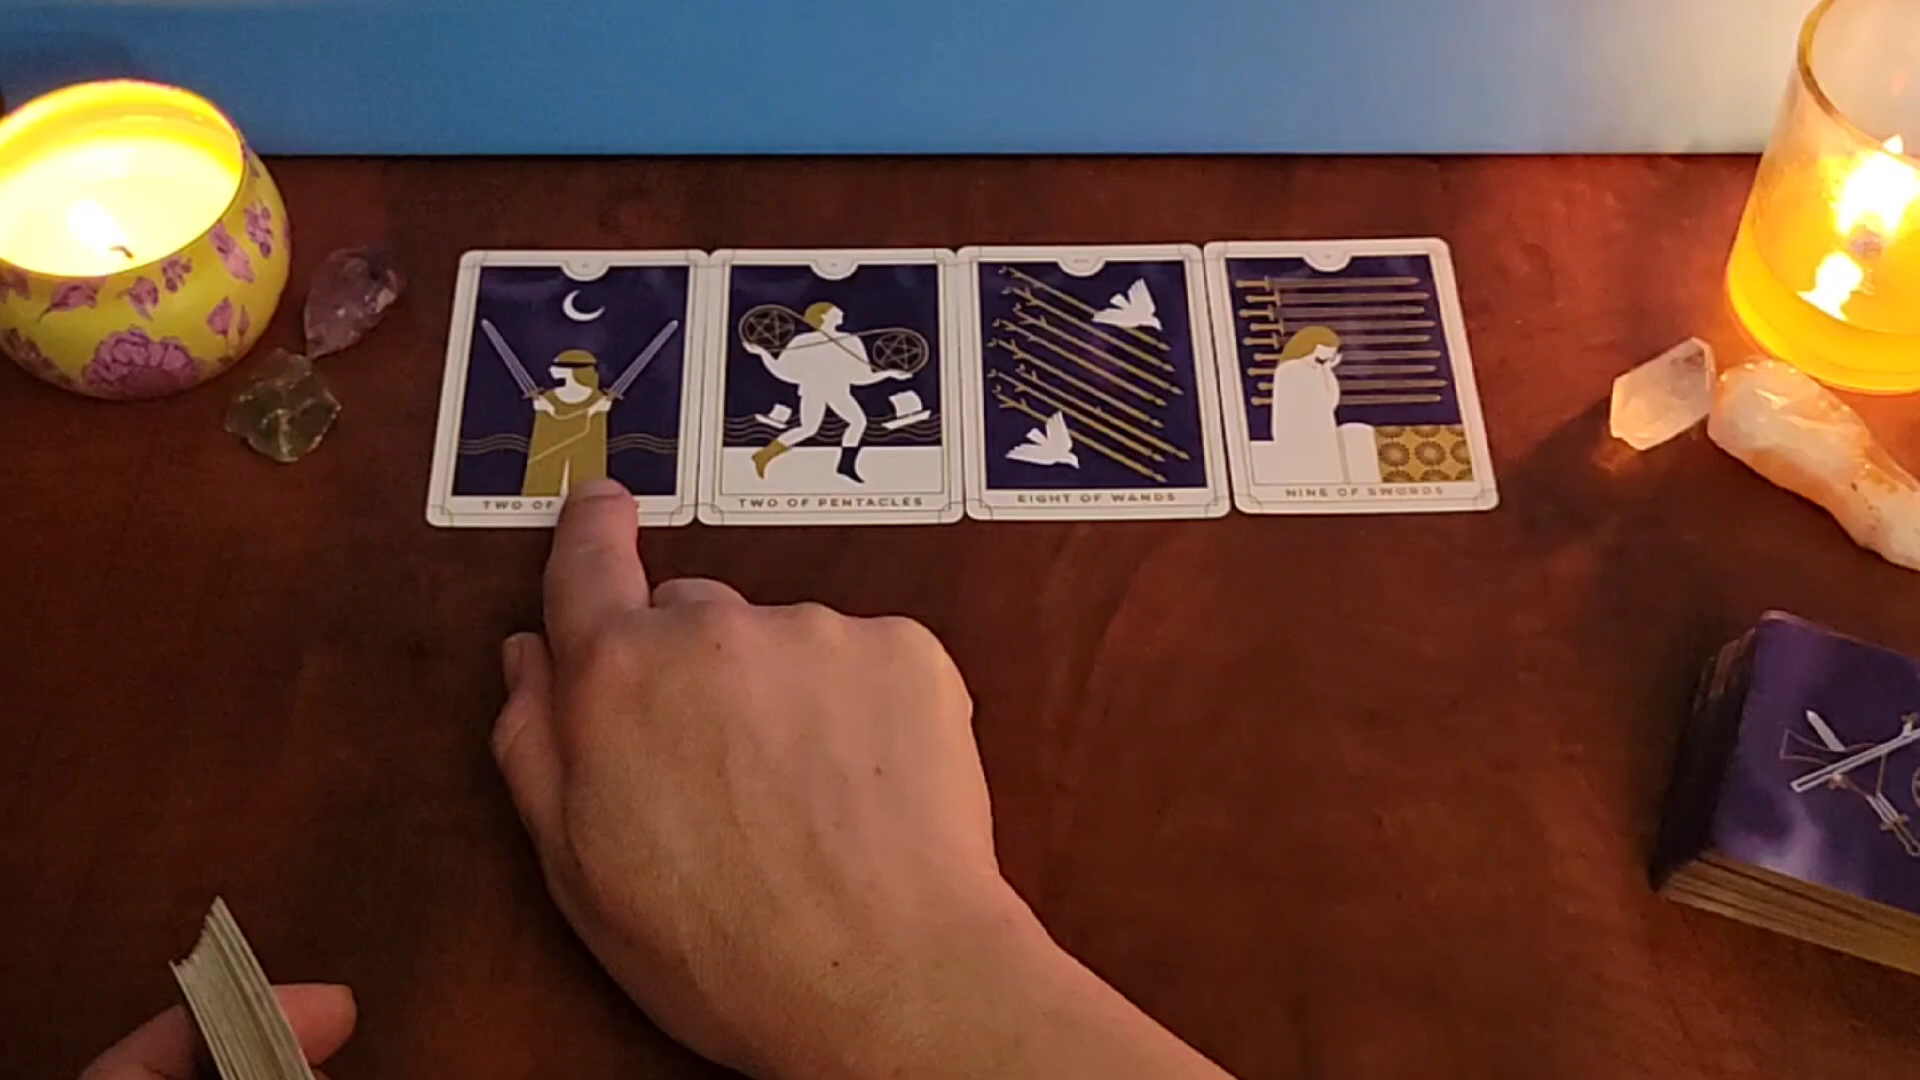 TWO OF
TWO OF PENTACLES
EIGHT OF WANDS
NINE OF SWORDS